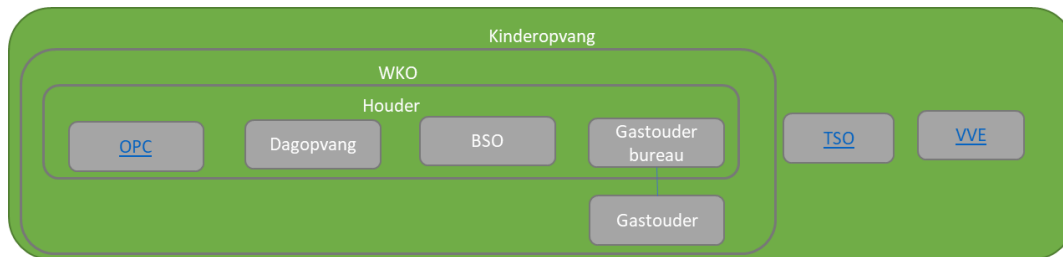 Kinderopvang
WKO
Houder
OPC
Dagopvang
BSO
Gastouder
bureau
TSO
VVE
Gastouder